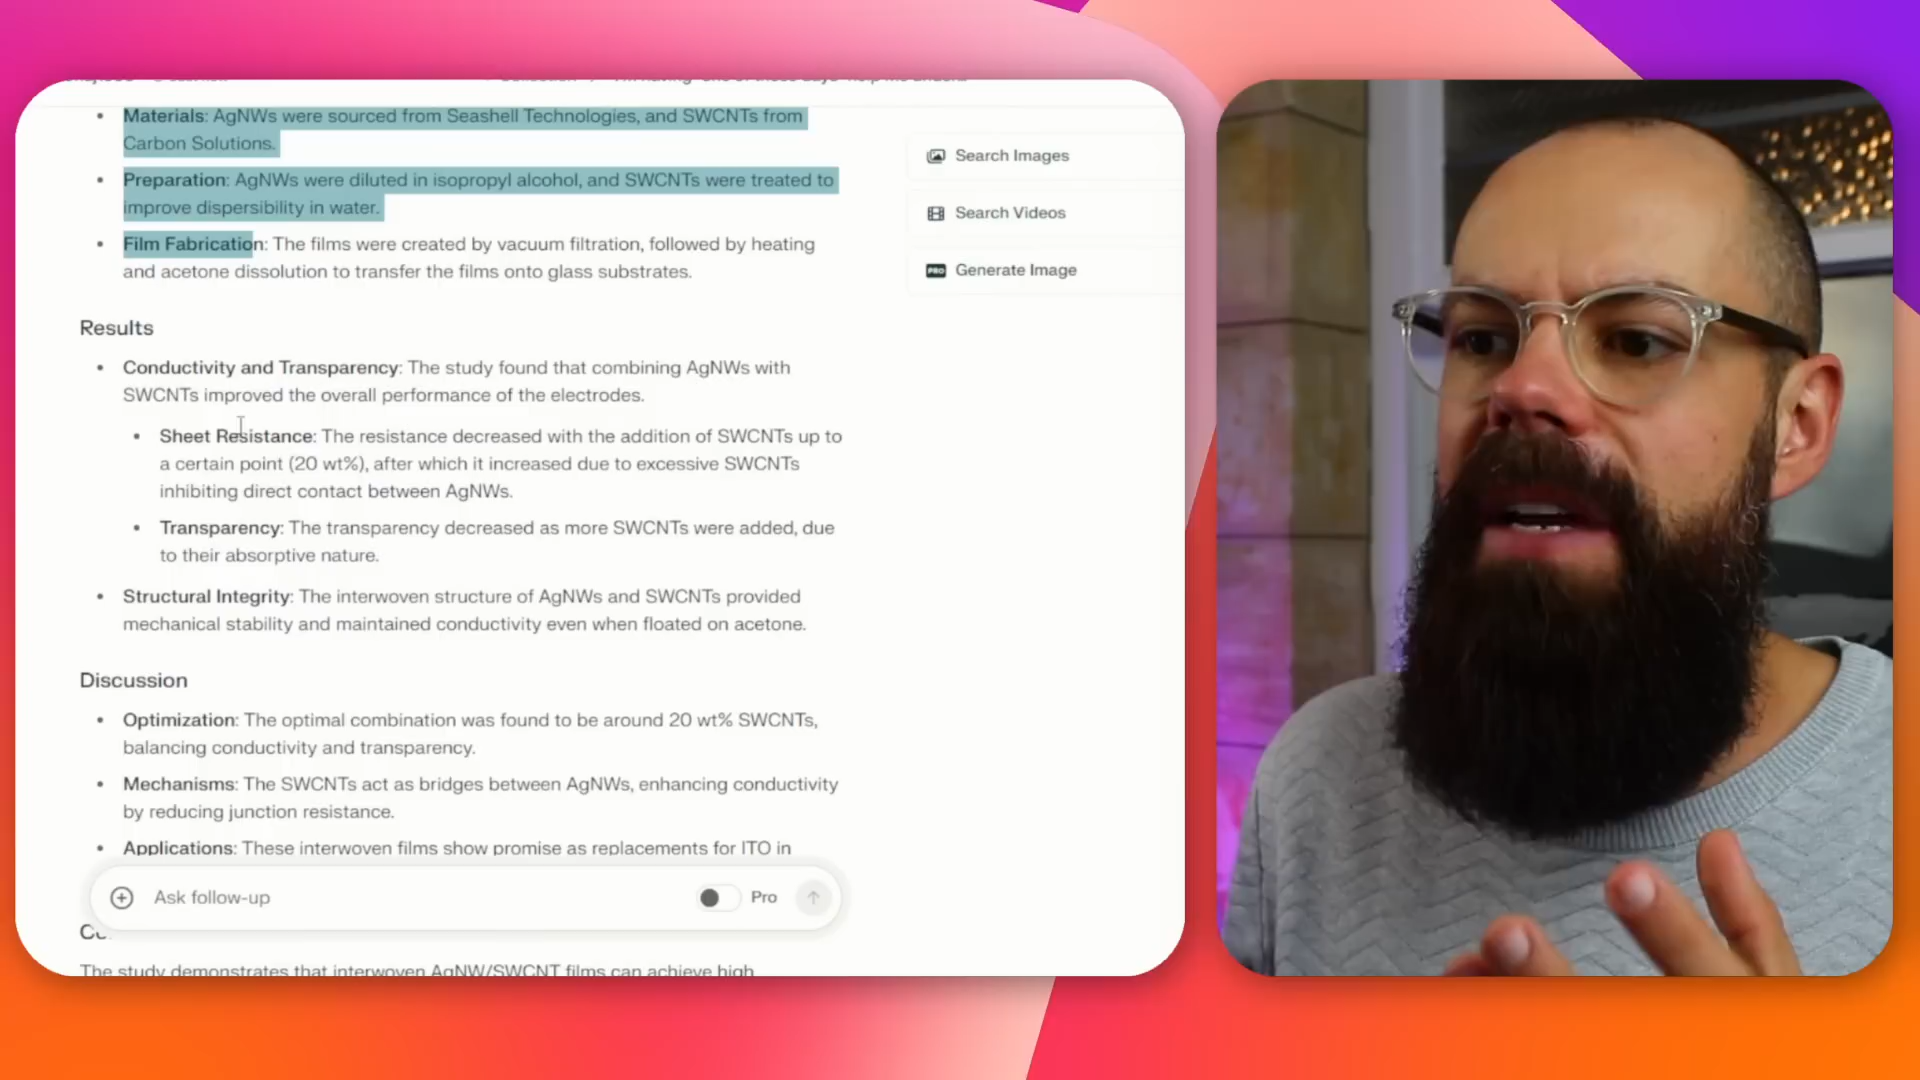 Materials: AgNWs were sourced from Seashell Technologies, and SWCNTs from
Carbon Solutions.
Preparation: AgNWs were diluted in isopropyl alcohol, and SWCNTs were treated to
improve dispersibility in water.
Film Fabrication: The films were created by vacuum filtration, followed by heating
and acetone dissolution to transfer the films onto glass substrates.
Results
Conductivity and Transparency: The study found that combining AgNWs with
SWCNTs improved the overall performance of the electrodes.
Sheet Resistance: The resistance decreased with the addition of SWCNTs up to
a certain point (20 wt%), after which it increased due to excessive SWCNTs
inhibiting direct contact between AgNWs.
Transparency: The transparency decreased as more SWCNTs were added, due
to their absorptive nature.
Structural Integrity: The interwoven structure of AgNWs and SWCNTs provided
mechanical stability and maintained conductivity even when floated on acetone.
Discussion
Optimization: The optimal combination was found to be around 20 wt% SWCNTs,
balancing conductivity and transparency.
Mechanisms: The SWCNTs act as bridges between AgNWs, enhancing conductivity
by reducing junction resistance.
Applications: These interwoven films show promise as replacements for ITO in
Ask follow-up
Pro
The study demonstrates that interwoven AgNW/SWCNT films can achieve high
Search Images
Search Videos
PRO Generate Image